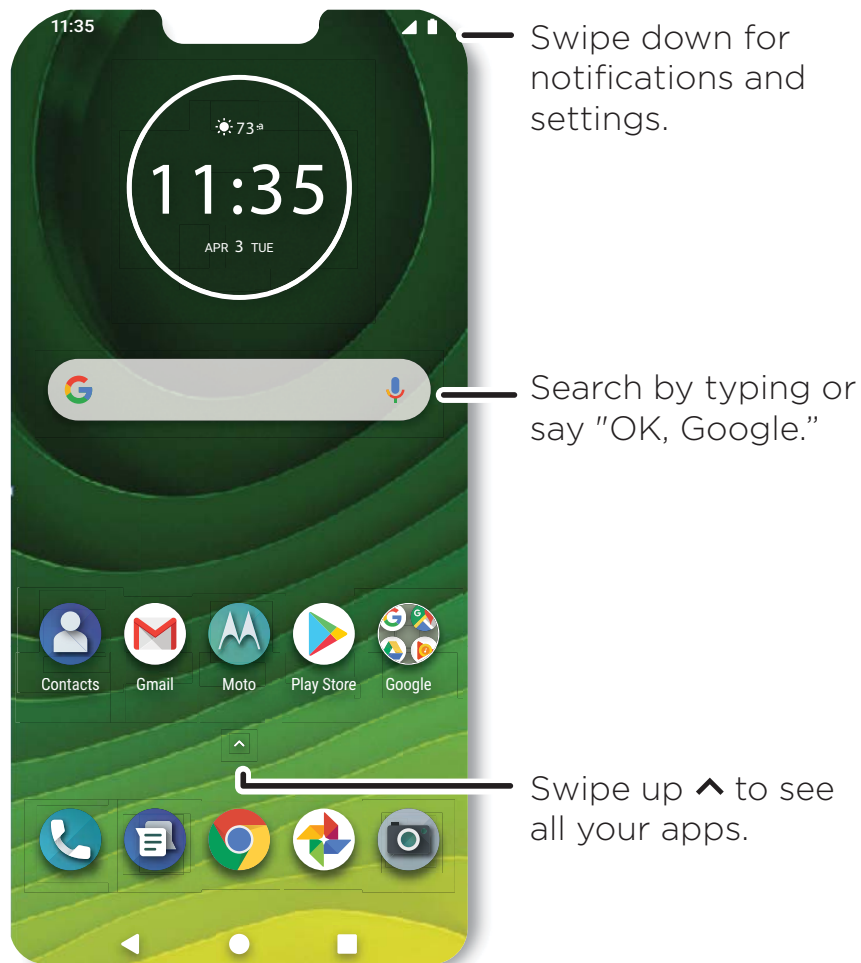 11:35
Swipe down for
notifications and
settings.
73°
11:35
APR 3 TUE
Search by typing or
say "OK, Google.”
Contacts Gmail Moto Play Store Google
Swipe up ^ to see
all your apps.